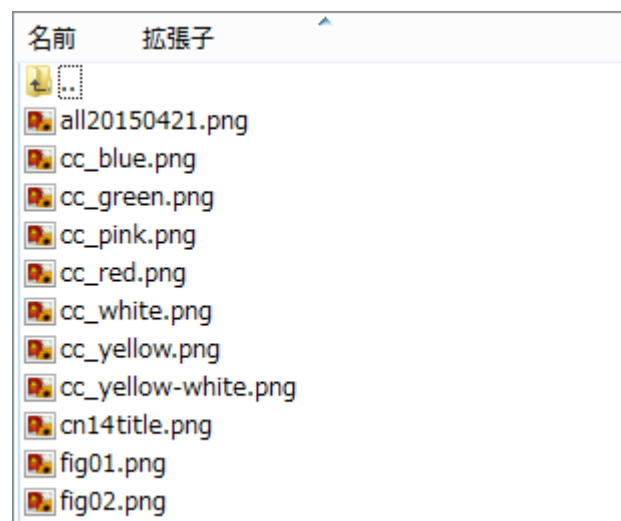 名前 拡張子
..
all20150421.png
cc_blue.png
cc_green.png
cc_pink.png
cc_red.png
cc_white.png
cc_yellow.png
cc_yellow-white.png
cn14title.png
fig01.png
fig02.png